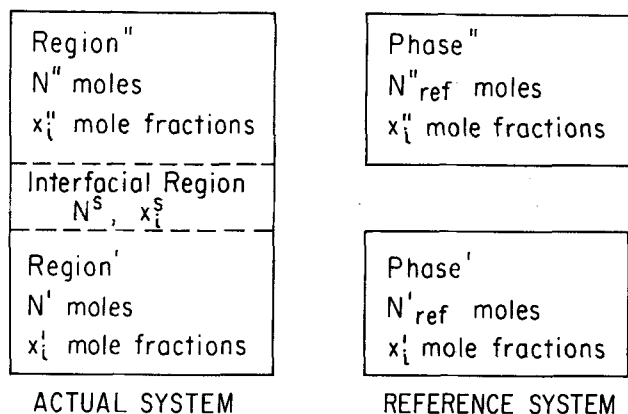 Region"
N" moles
x"ᵢ mole fractions
Interfacial Region
Nˢ, xˢᵢ
Region'
N' moles
x'ᵢ mole fractions
ACTUAL SYSTEM
Phase"
N"ref moles
x"ᵢ mole fractions
Phase'
N'ref moles
x'ᵢ mole fractions
REFERENCE SYSTEM